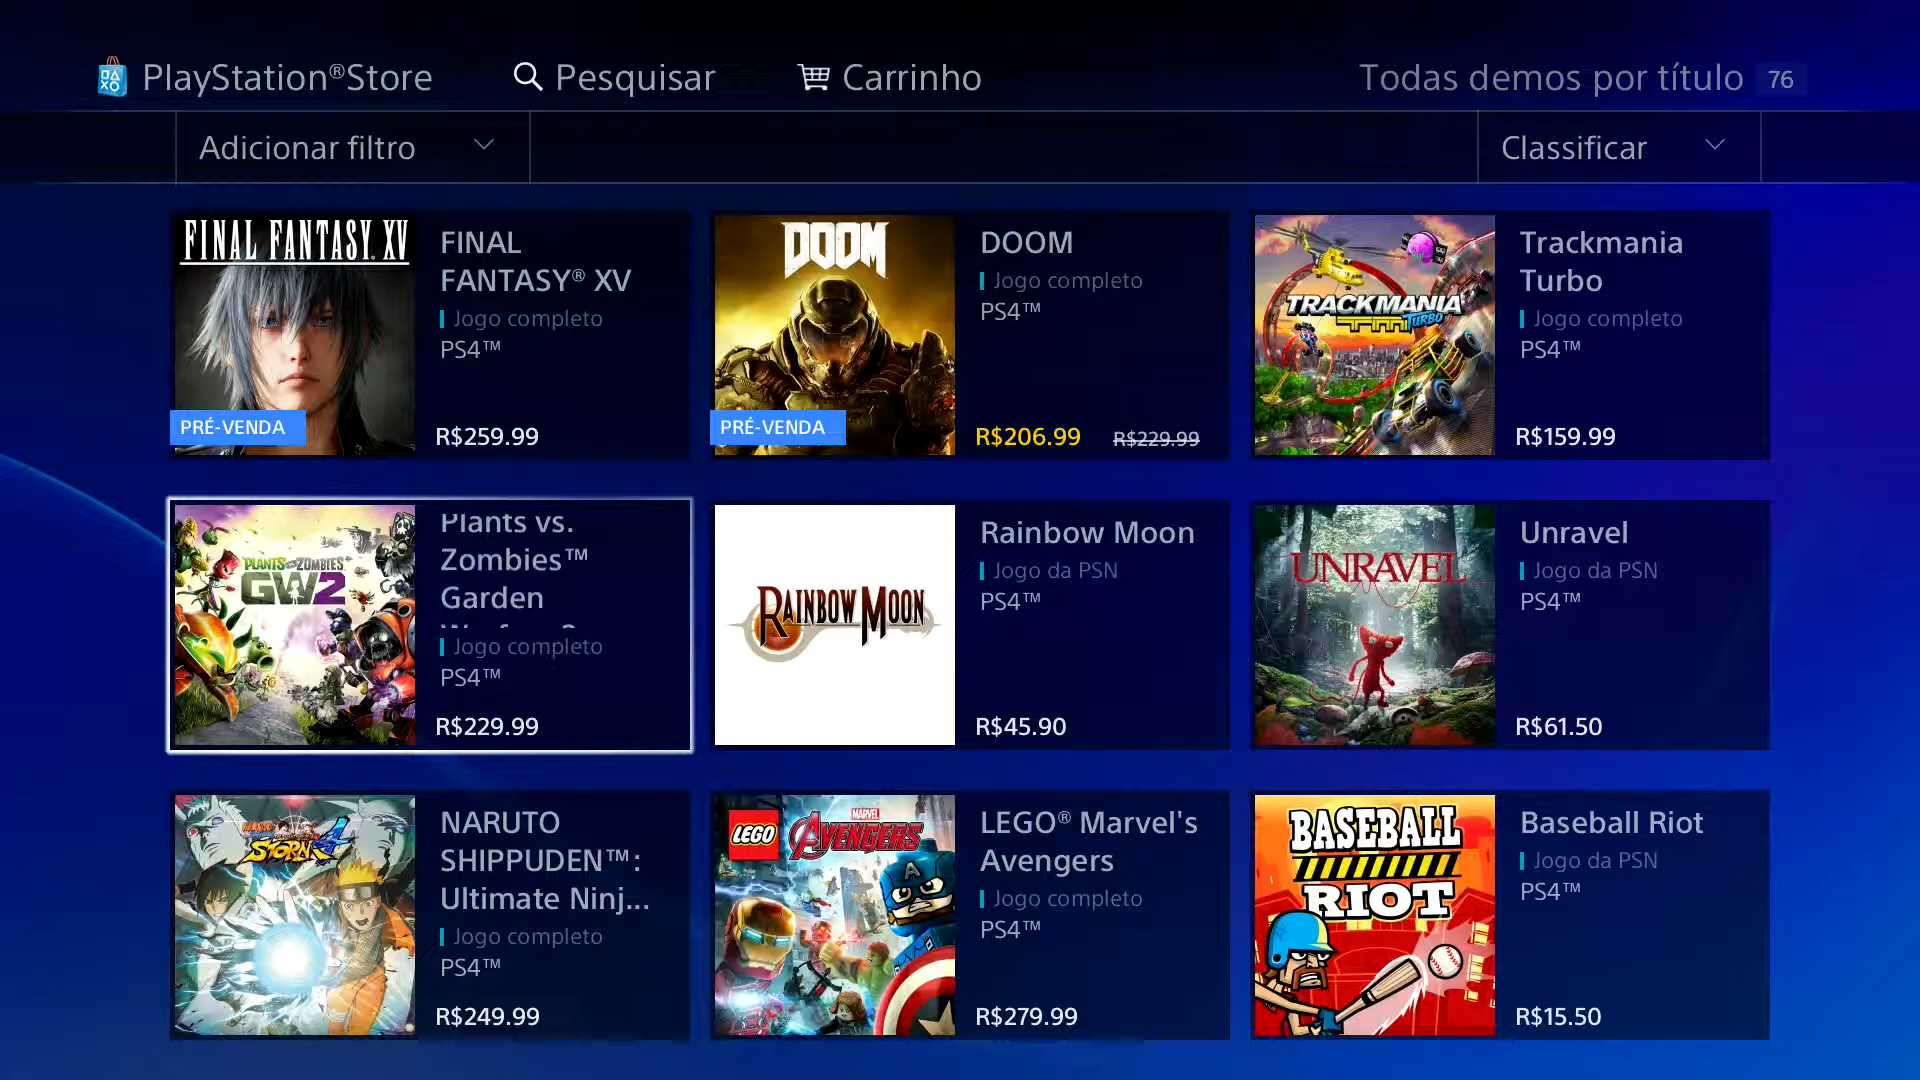 PlayStation®Store
Pesquisar
Carrinho
Todas demos por título 76
Adicionar filtro
Classificar
FINAL FANTASY XV
PRÉ-VENDA
FINAL
FANTASY® XV
Jogo completo
PS4™
R$259.99
DOOM
PRÉ-VENDA
DOOM
Jogo completo
PS4™
R$206.99 R$229.99
TRACKMANIA
TURBO
Trackmania
Turbo
Jogo completo
PS4™
R$159.99
PLANTS VS. ZOMBIES
GW2
Plants vs.
Zombies™
Garden
Jogo completo
PS4™
R$229.99
RAINBOW MOON
Rainbow Moon
Jogo da PSN
PS4™
R$45.90
UNRAVEL
Unravel
Jogo da PSN
PS4™
R$61.50
STORM 4
NARUTO
SHIPPUDEN™:
Ultimate Ninj...
Jogo completo
PS4™
R$249.99
LEGO
MARVEL
AVENGERS
LEGO® Marvel's
Avengers
Jogo completo
PS4™
R$279.99
BASEBALL
RIOT
Baseball Riot
Jogo da PSN
PS4™
R$15.50